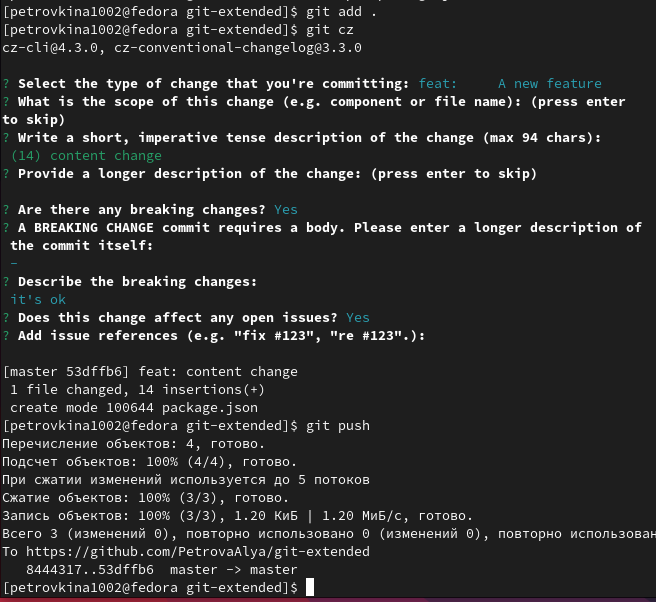 [petrovkina1002@fedora git-extended]$ git add .
[petrovkina1002@fedora git-extended]$ git cz
cz-cli@4.3.0, cz-conventional-changelog@3.3.0
? Select the type of change that you're committing: feat:     A new feature
? What is the scope of this change (e.g. component or file name): (press enter
to skip)
? Write a short, imperative tense description of the change (max 94 chars):
 (14) content change
? Provide a longer description of the change: (press enter to skip)
? Are there any breaking changes? Yes
? A BREAKING CHANGE commit requires a body. Please enter a longer description of
 the commit itself:
 –
? Describe the breaking changes:
 it's ok
? Does this change affect any open issues? Yes
? Add issue references (e.g. "fix #123", "re #123".):
[master 53dffb6] feat: content change
 1 file changed, 14 insertions(+)
 create mode 100644 package.json
[petrovkina1002@fedora git-extended]$ git push
Перечисление объектов: 4, готово.
Подсчет объектов: 100% (4/4), готово.
При сжатии изменений используется до 5 потоков
Сжатие объектов: 100% (3/3), готово.
Запись объектов: 100% (3/3), 1.20 КиБ | 1.20 МиБ/с, готово.
Всего 3 (изменений 0), повторно использовано 0 (изменений 0), повторно использован
To https://github.com/PetrovaAlya/git-extended
   8444317..53dffb6  master -> master
[petrovkina1002@fedora git-extended]$